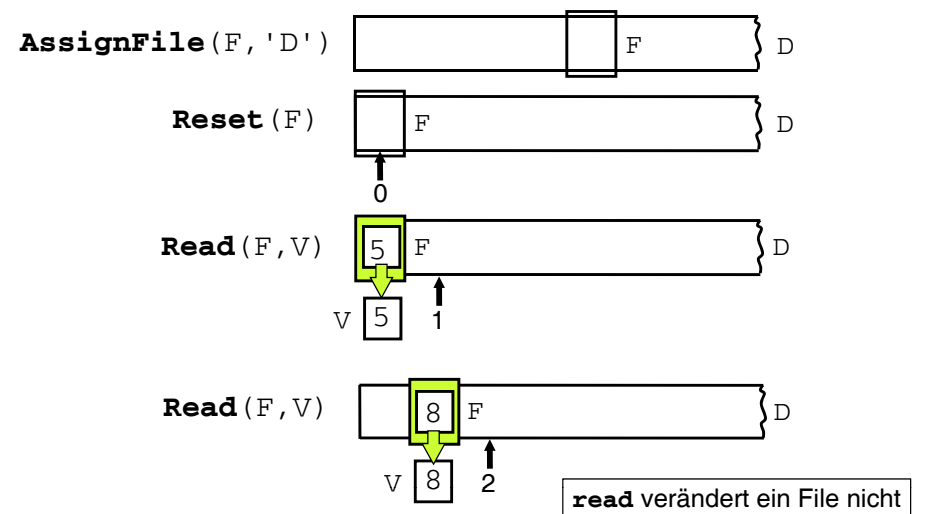 AssignFile(F,'D') F D
Reset(F) F D
0
Read(F,V) 5 F D
V 5 1
Read(F,V) 8 F D
V 8 2
read verändert ein File nicht